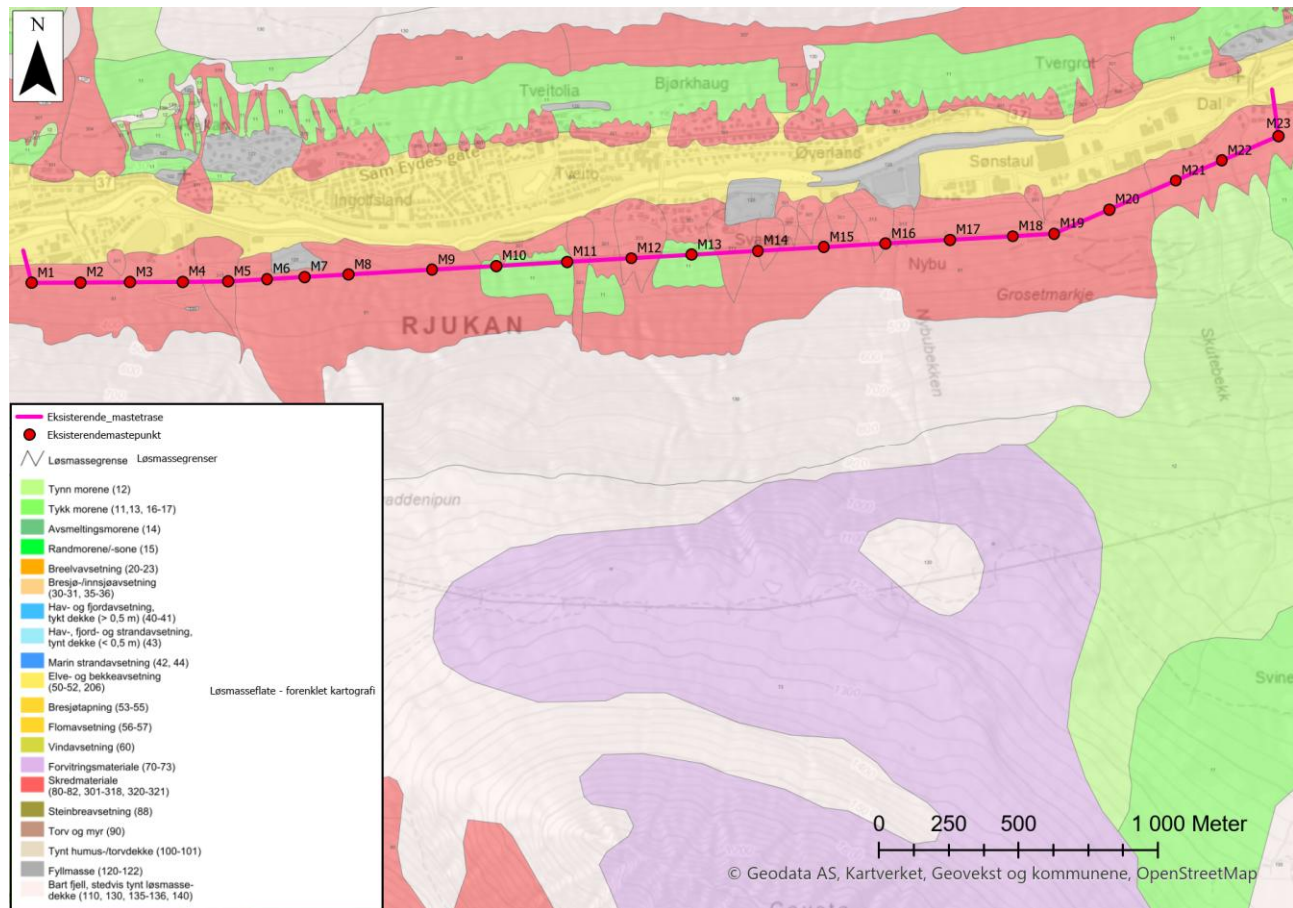 N
Tveitolia
Bjørkhaug
Tvergrot
Dal
37
Sam Eydes gate
Øverland
Sønstaul
Tveito
Ingolfsland
37
M23
M22
M21
M20
M19
M18
M17
M16
M15
M14
M13
M12
M11
M10
M9
M8
M7
M6
M5
M4
M3
M2
M1
Nybu
Grosetmarkje
RJUKAN
Nybubekken
Skutebekk
addenipun
Svine
Eksisterende_mastetrase
Eksisterendemastepunkt
Løsmassegrense Løsmassegrenser
Tynn morene (12)
Tykk morene (11,13, 16-17)
Avsmeltingsmorene (14)
Randmorene/-sone (15)
Breelvavsetning (20-23)
Bresjø-/innsjøavsetning
(30-31, 35-36)
Hav- og fjordavsetning,
tykt dekke (> 0,5 m) (40-41)
Hav-, fjord- og strandavsetning,
tynt dekke (< 0,5 m) (43)
Marin strandavsetning (42, 44)
Elve- og bekkeavsetning
(50-52, 206)
Løsmasseflate - forenklet kartografi
Bresjøtapning (53-55)
Flomavsetning (56-57)
Vindavsetning (60)
Forvitringsmateriale (70-73)
Skredmateriale
(80-82, 301-318, 320-321)
Steinbreavsetning (88)
Torv og myr (90)
Tynt humus-/torvdekke (100-101)
Fyllmasse (120-122)
Bart fjell, stedvis tynt løsmasse-
dekke (110, 130, 135-136, 140)
0 250 500 1 000 Meter
© Geodata AS, Kartverket, Geovekst og kommunene, OpenStreetMap